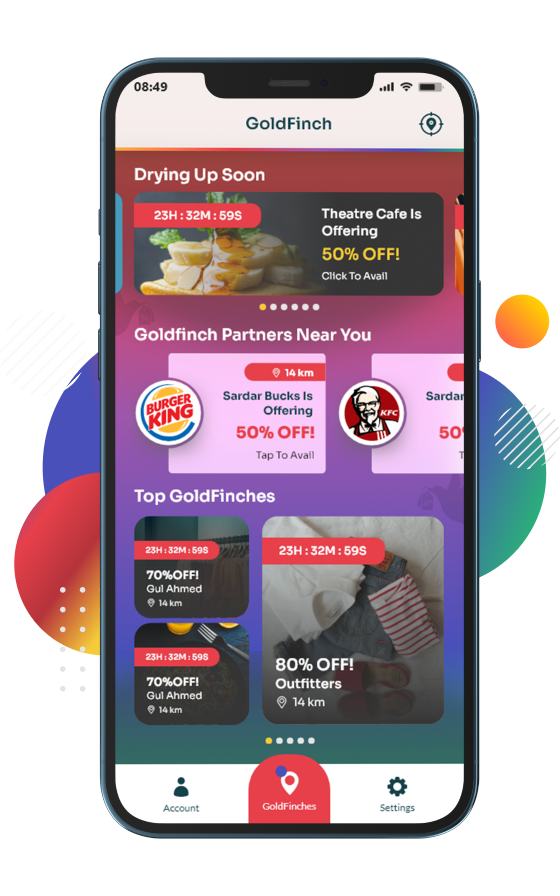 08:49
GoldFinch
Drying Up Soon
23H : 32M : 59S
Theatre Cafe Is
Offering
50% OFF!
Click To Avail
Goldfinch Partners Near You
14 km
BURGER
KING
Sardar Bucks Is
Offering
50% OFF!
Tap To Avail
KFC
Sardar
50
T
Top GoldFinches
23H : 32M : 59S
70%OFF!
Gul Ahmed
14 km
23H : 32M : 59S
70%OFF!
Gul Ahmed
14 km
23H : 32M : 59S
80% OFF!
Outfitters
14 km
Account
GoldFinches
Settings